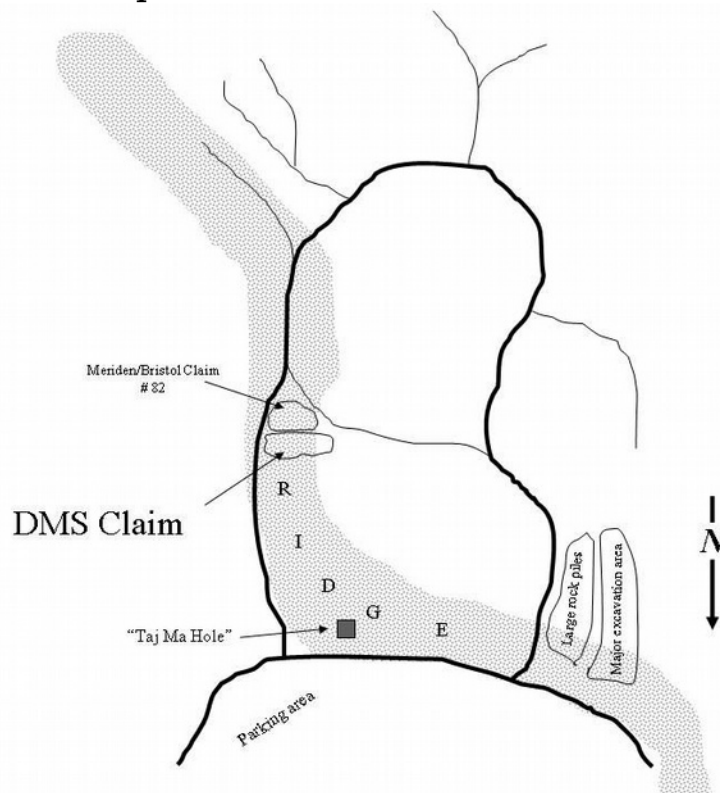 Meriden/Bristol Claim
# 82
DMS Claim
R
I
D
G
E
"Taj Ma Hole"
Large rock piles
Major excavation area
N
Parking area